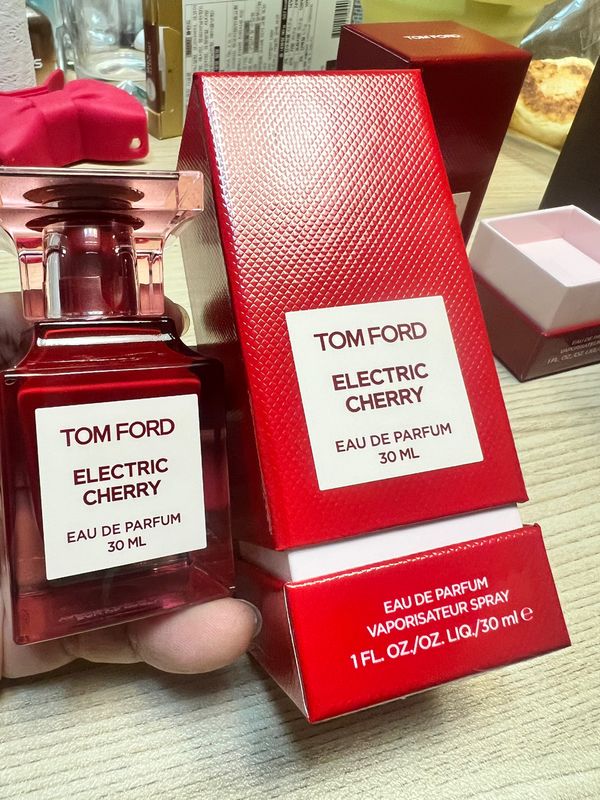 TOM FORD
TOM FORD
ELECTRIC
CHERRY
EAU DE PARFUM
30 ML
TOM FORD
ELECTRIC
CHERRY
EAU DE PARFUM
30 ML
EAU DE PARFUM
VAPORISATEUR SPRAY
1 FL. OZ./OZ. LIQ./30 ml e